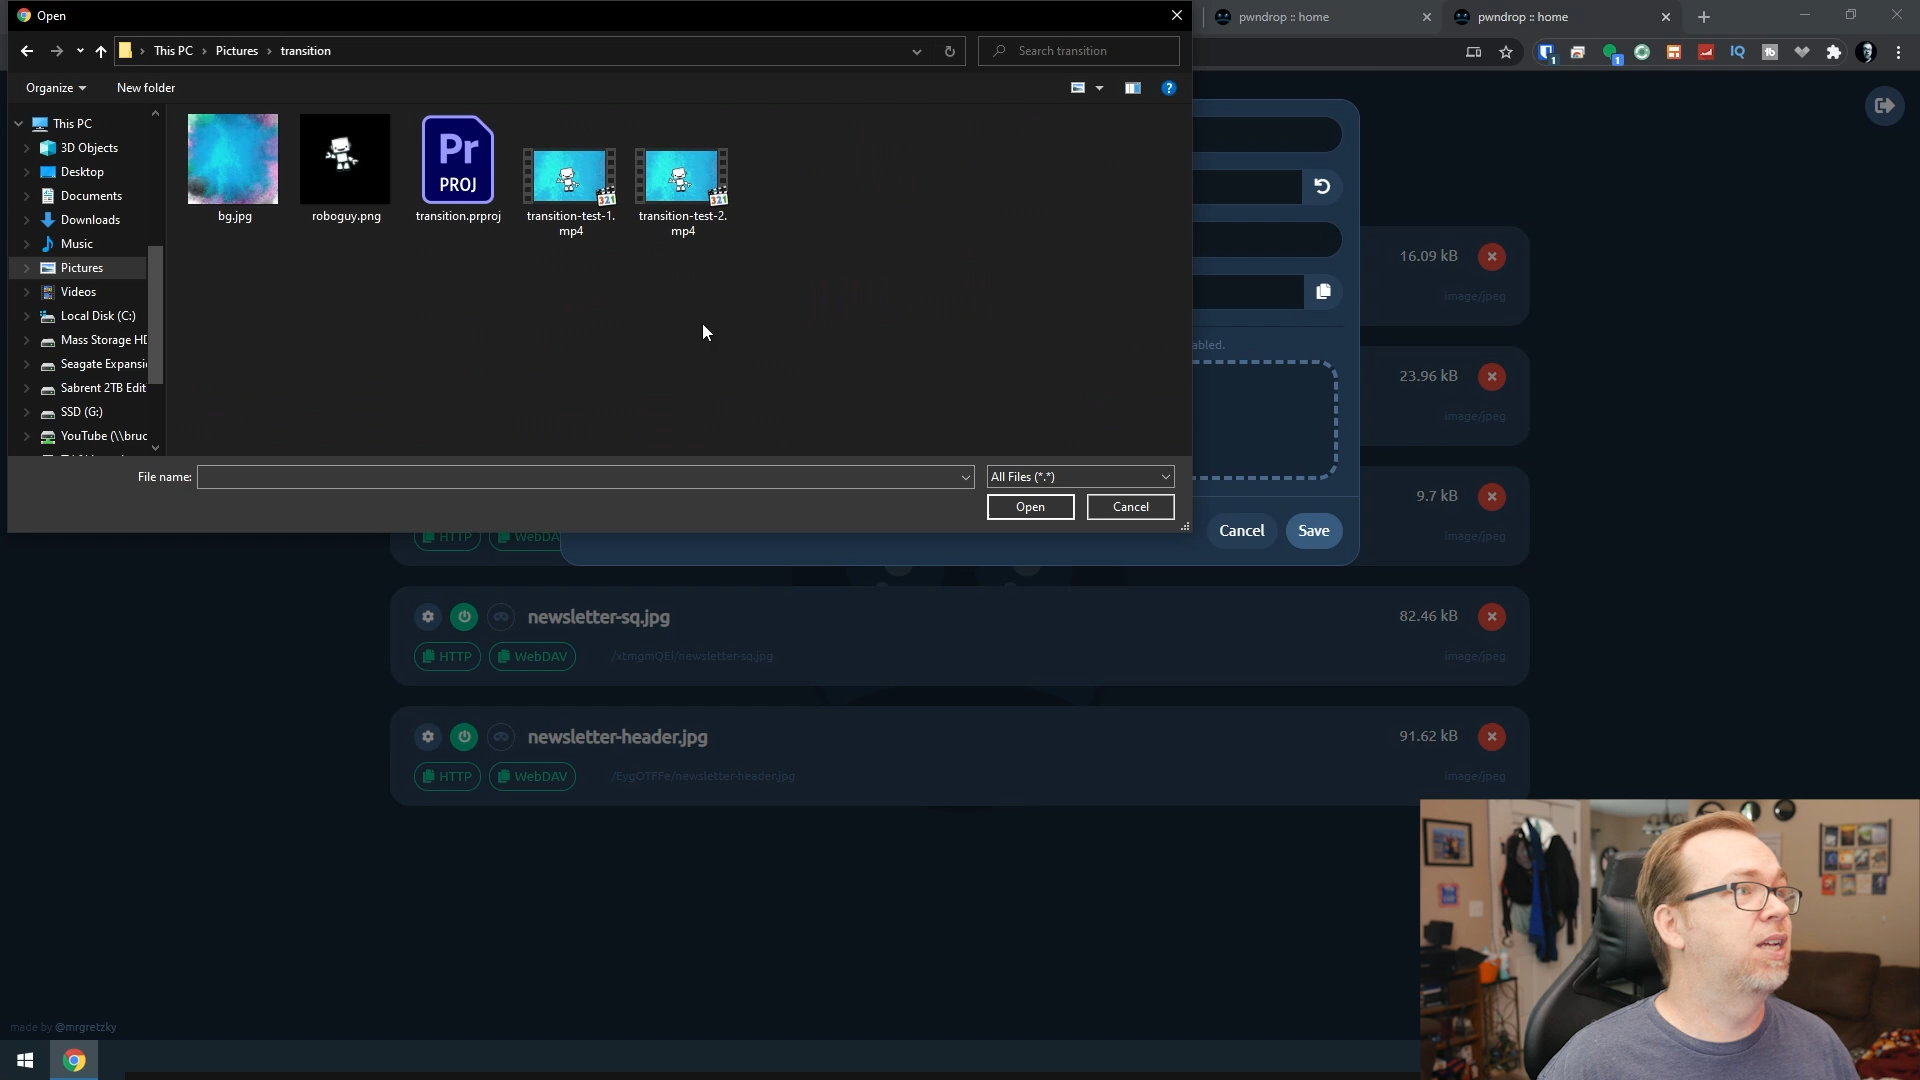 Open
pwndrop :: home
pwndrop :: home
This PC
Pictures
transition
Search transition
Organize
New folder
This PC
3D Objects
Desktop
Documents
Downloads
Music
Pictures
Videos
Local Disk (C:)
Mass Storage HD
Seagate Expansi
Sabrent 2TB Edit
SSD (G:)
YouTube (\\bruc
bg.jpg
roboguy.png
Pr
PROJ
transition.prproj
321
transition-test-1.
mp4
321
transition-test-2.
mp4
File name:
All Files (*.*)
Open
Cancel
abled.
Cancel
Save
16.09 kB
image/jpeg
23.96 kB
image/jpeg
9.7 kB
image/jpeg
HTTP
WebDA
newsletter-sq.jpg
82.46 kB
HTTP
WebDAV
/xtmgmQEl/newsletter-sq.jpg
image/jpeg
newsletter-header.jpg
91.62 kB
HTTP
WebDAV
/EygOTFFe/newsletter-header.jpg
image/jpeg
made by @mrgretzky